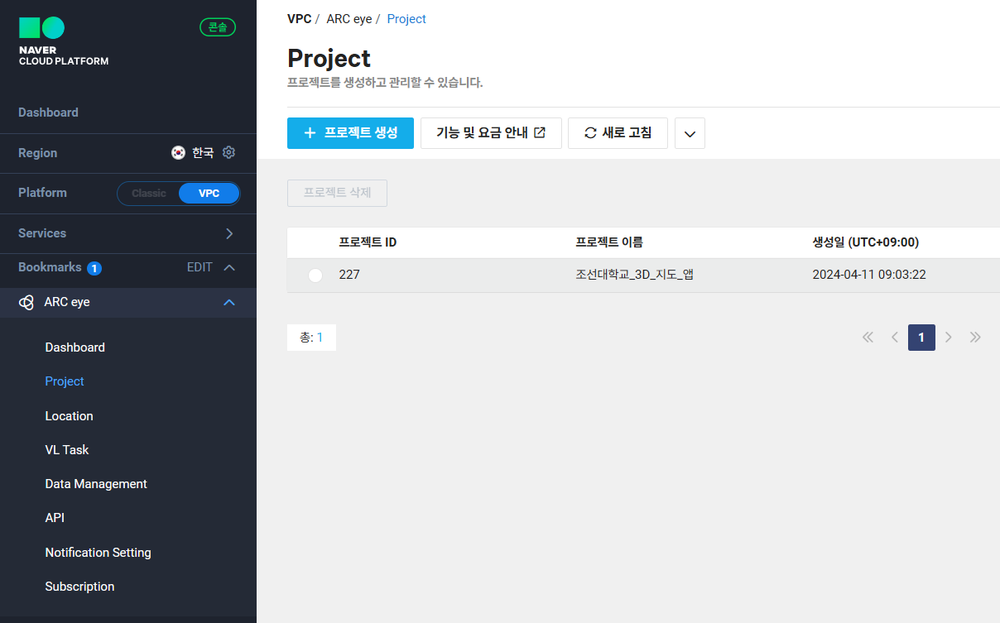 NAVER
CLOUD PLATFORM
콘솔
Dashboard
Region 한국
Platform Classic VPC
Services
Bookmarks 1 EDIT
ARC eye
Dashboard
Project
Location
VL Task
Data Management
API
Notification Setting
Subscription
VPC / ARC eye / Project
Project
프로젝트를 생성하고 관리할 수 있습니다.
+ 프로젝트 생성 기능 및 요금 안내 새로 고침
프로젝트 삭제
프로젝트 ID 프로젝트 이름 생성일 (UTC+09:00)
227 조선대학교_3D_지도_앱 2024-04-11 09:03:22
총: 1 1